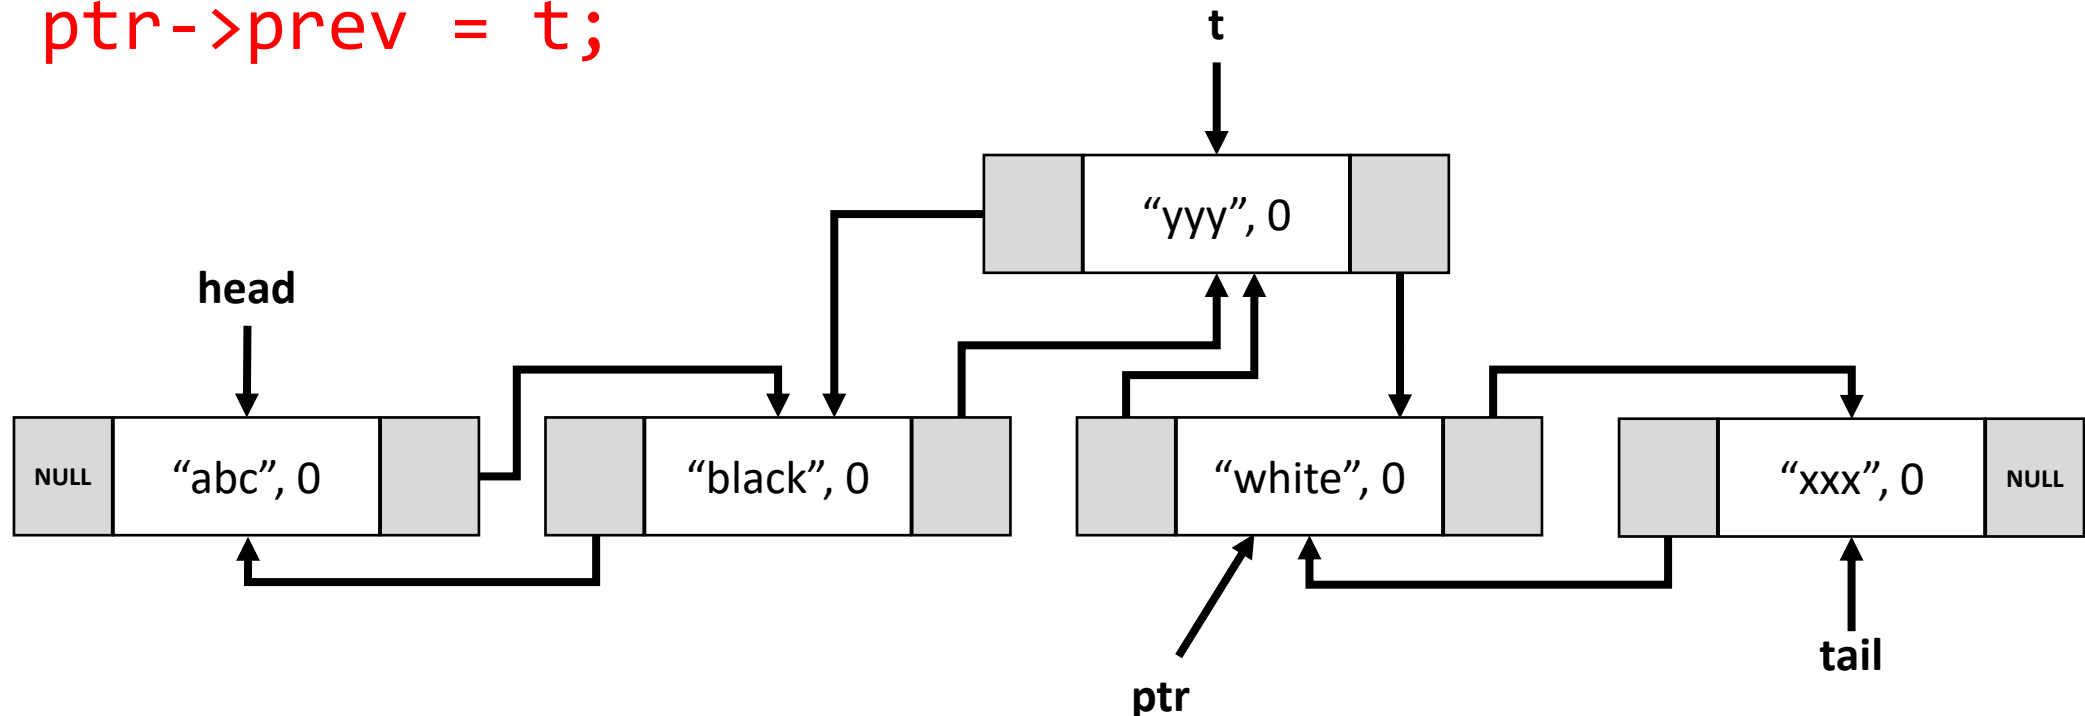 ptr->prev = t;
t
“yyy”, 0
head
NULL “abc”, 0 “black”, 0 “white”, 0 “xxx”, 0 NULL
tail
ptr